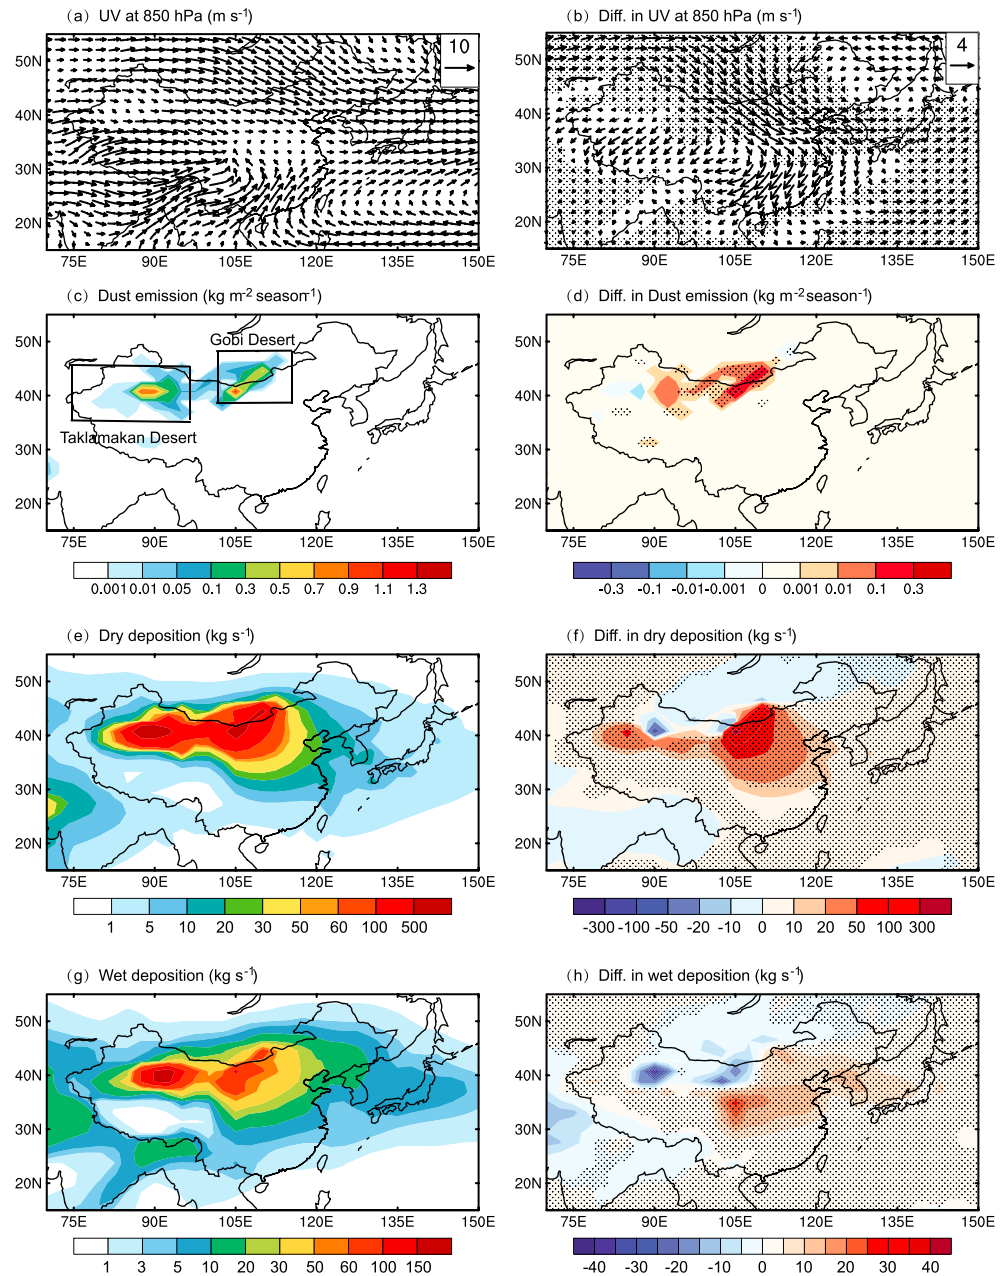 (a) UV at 850 hPa (m s-1)
(b) Diff. in UV at 850 hPa (m s-1)
10
4
50N
40N
30N
20N
75E 90E 105E 120E 135E 150E
50N
40N
30N
20N
75E 90E 105E 120E 135E 150E
(c) Dust emission (kg m-2 season-1)
(d) Diff. in Dust emission (kg m-2season-1)
50N
40N
30N
20N
Gobi Desert
Taklamakan Desert
75E 90E 105E 120E 135E 150E
0.001 0.01 0.05 0.1 0.3 0.5 0.7 0.9 1.1 1.3
50N
40N
30N
20N
75E 90E 105E 120E 135E 150E
-0.3 -0.1 -0.01 -0.001 0 0.001 0.01 0.1 0.3
(e) Dry deposition (kg s-1)
(f) Diff. in dry deposition (kg s-1)
50N
40N
30N
20N
75E 90E 105E 120E 135E 150E
1 5 10 20 30 50 60 100 500
50N
40N
30N
20N
75E 90E 105E 120E 135E 150E
-300 -100 -50 -20 -10 0 10 20 50 100 300
(g) Wet deposition (kg s-1)
(h) Diff. in wet deposition (kg s-1)
50N
40N
30N
20N
75E 90E 105E 120E 135E 150E
1 3 5 10 20 30 50 60 100 150
50N
40N
30N
20N
75E 90E 105E 120E 135E 150E
-40 -30 -20 -10 0 10 20 30 40